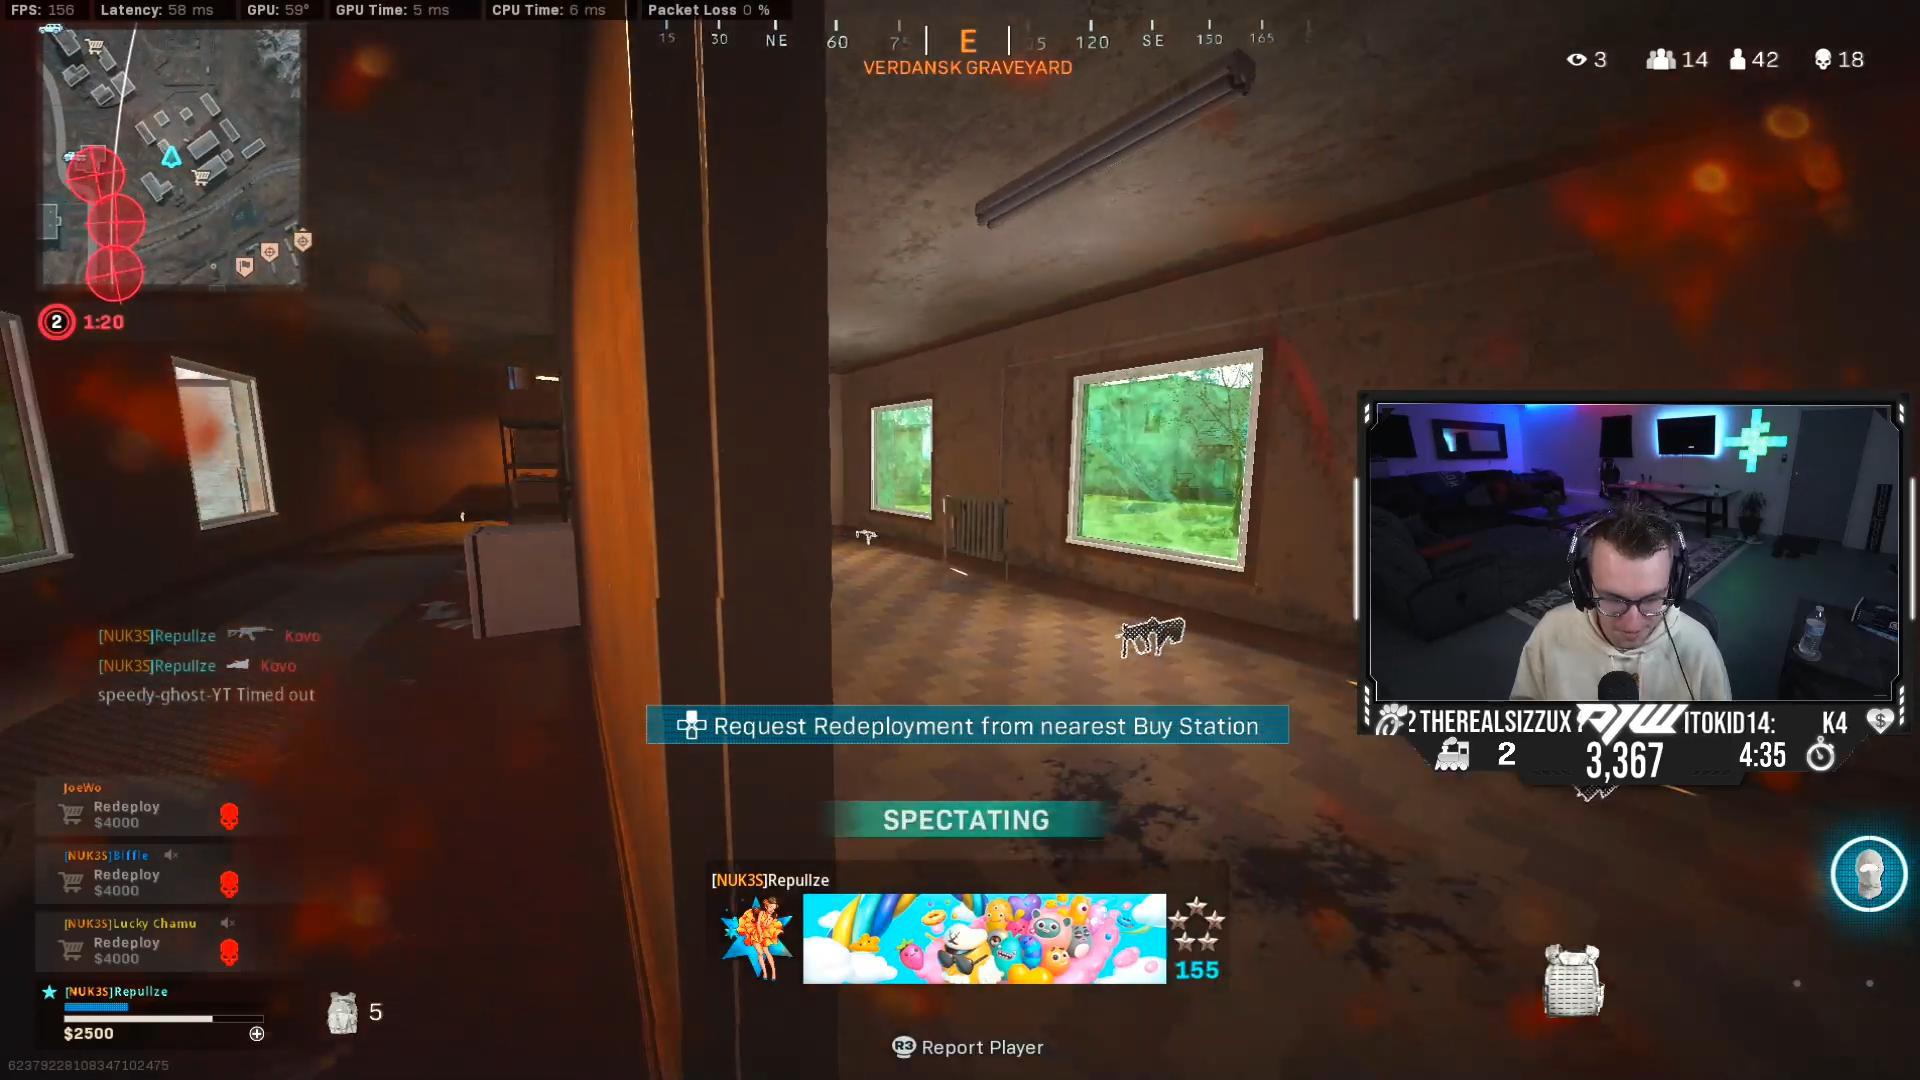 FPS: 156 Latency: 58 ms GPU: 59° GPU Time: 5 ms CPU Time: 6 ms Packet Loss 0 %
15 30 NE 60 75 E 120 SE 150 165
VERDANSK GRAVEYARD
3 14 42 18
2 1:20
[NUK3S]Repullze Kovo
[NUK3S]Repullze Kovo
speedy-ghost-YT Timed out
Request Redeployment from nearest Buy Station
2 THEREALSIZZUX ITOKID14: K4
2 3,367 4:35
JoeWo
Redeploy
$4000
SPECTATING
[NUK3S]Biffle
Redeploy
$4000
[NUK3S]Repullze
[NUK3S]Lucky Chamu
Redeploy
$4000
155
[NUK3S]Repullze
5
$2500
R3 Report Player
62379228108347102475